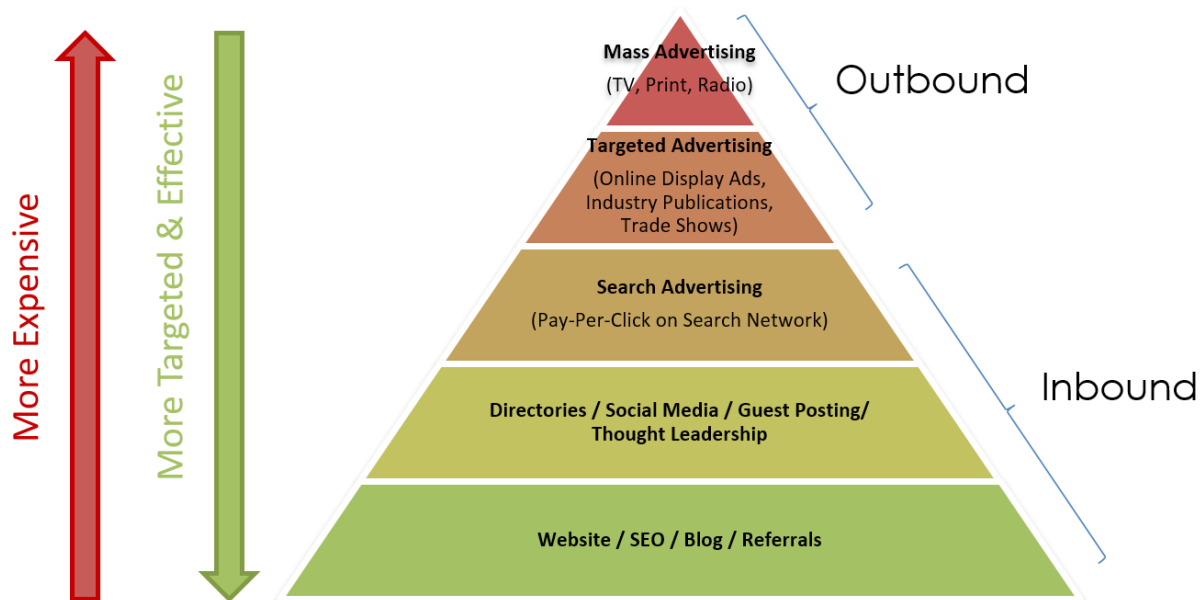 More Expensive
More Targeted & Effective
Mass Advertising
(TV, Print, Radio)
Targeted Advertising
(Online Display Ads,
Industry Publications,
Trade Shows)
Search Advertising
(Pay-Per-Click on Search Network)
Directories / Social Media / Guest Posting/
Thought Leadership
Website / SEO / Blog / Referrals
Outbound
Inbound